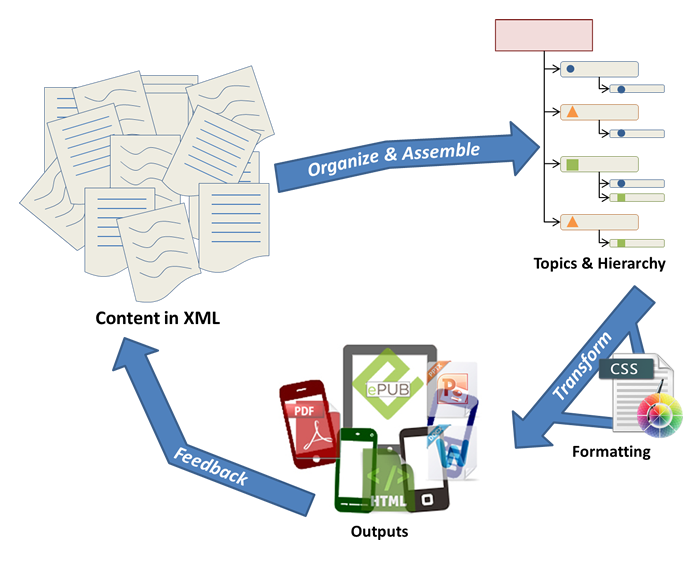 Organize & Assemble
Topics & Hierarchy
Content in XML
Transform
CSS
Formatting
ePUB
PDF
HTML
Feedback
Outputs